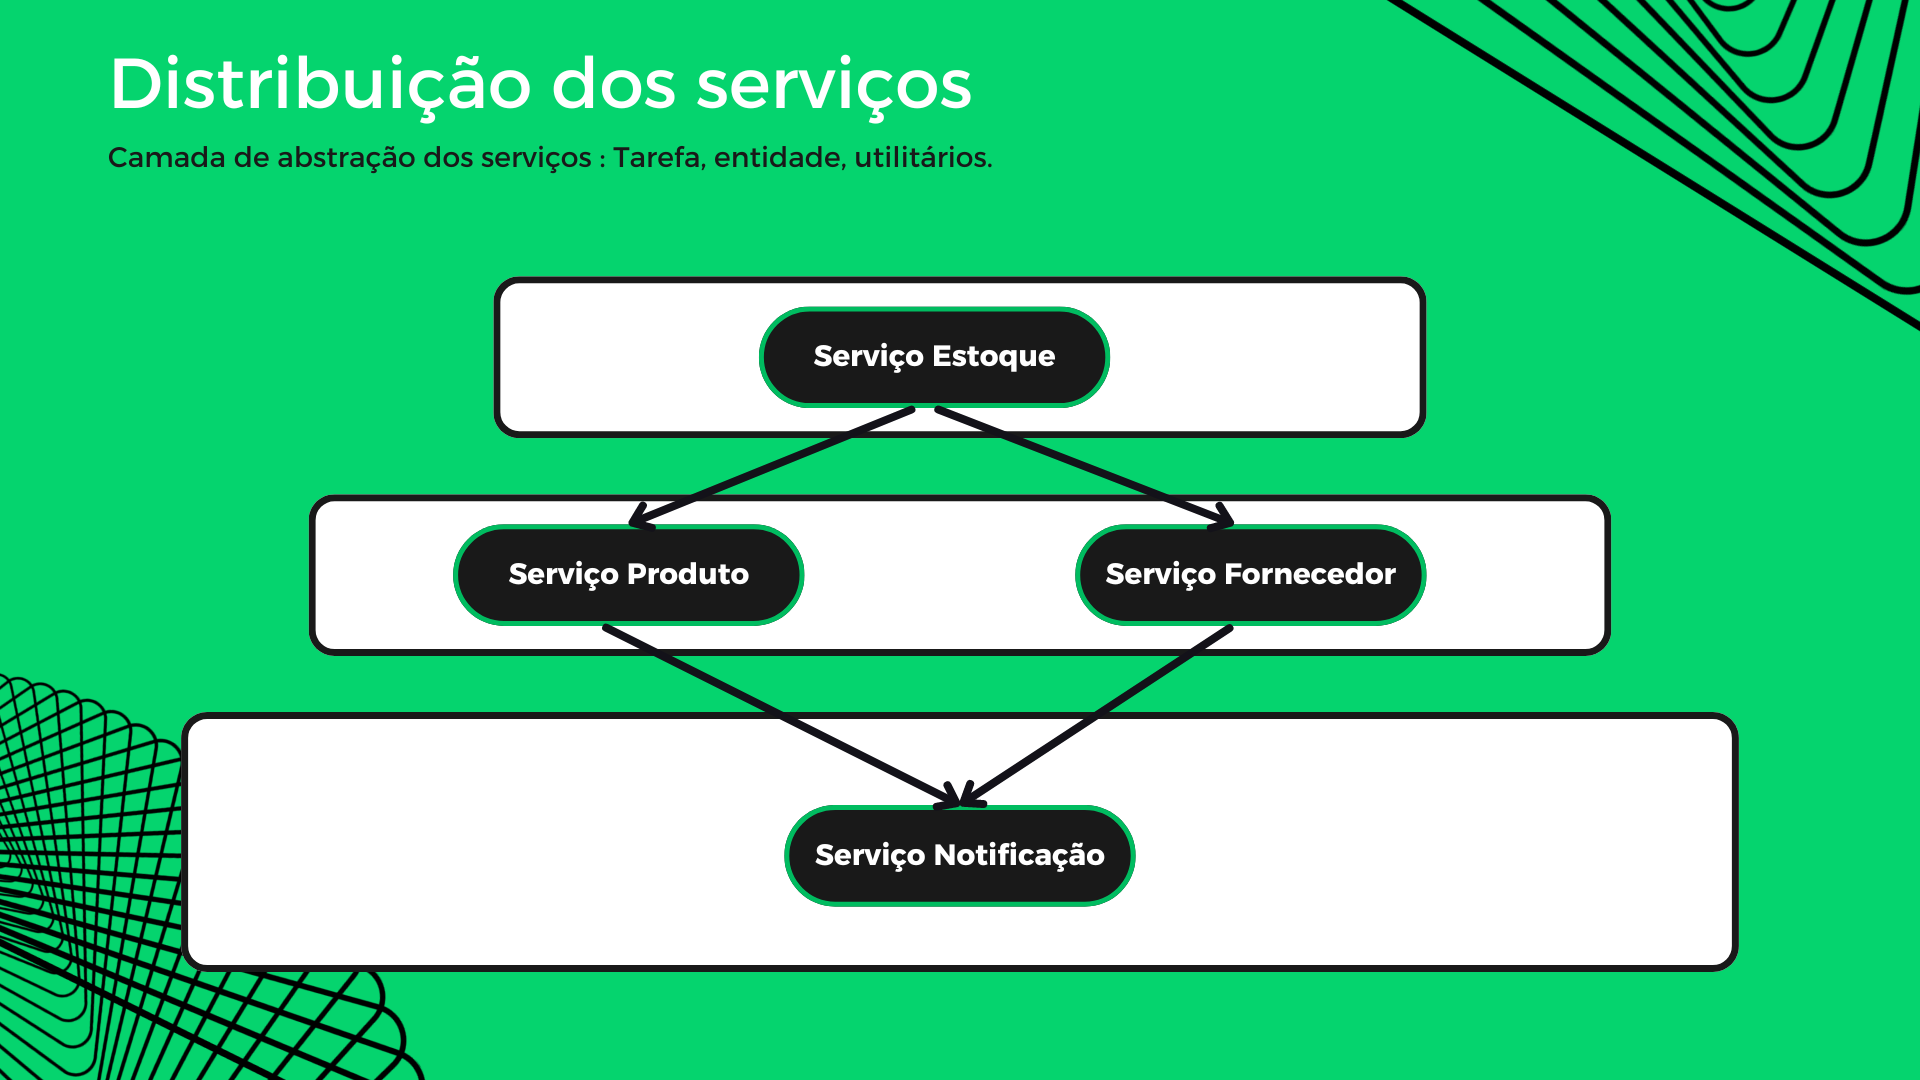 Distribuição dos serviços
Camada de abstração dos serviços : Tarefa, entidade, utilitários.
Serviço Estoque
Serviço Produto
Serviço Fornecedor
Serviço Notificação